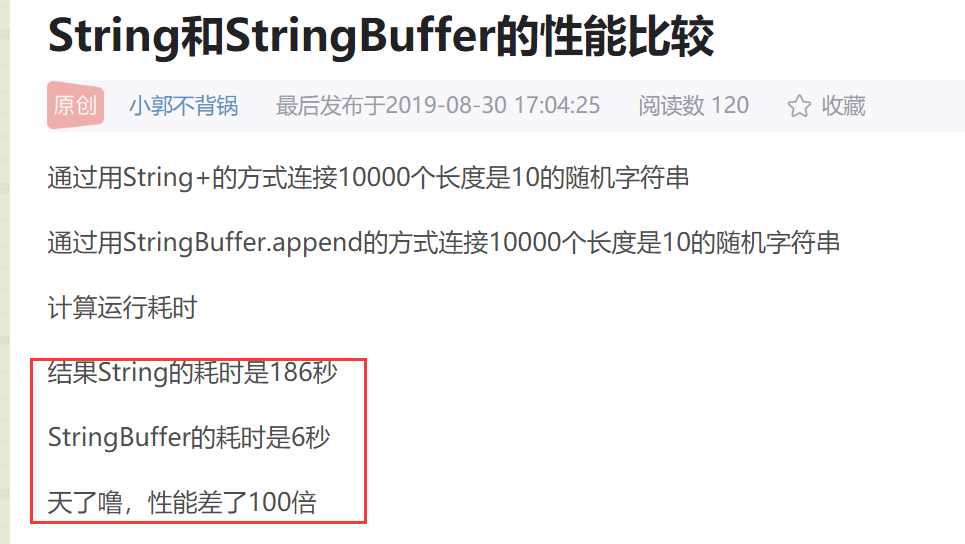 String和StringBuffer的性能比较
原创 小郭不背锅 最后发布于2019-08-30 17:04:25 阅读数 120 收藏
通过用String+的方式连接10000个长度是10的随机字符串
通过用StringBuffer.append的方式连接10000个长度是10的随机字符串
计算运行耗时
结果String的耗时是186秒
StringBuffer的耗时是6秒
天了噜，性能差了100倍